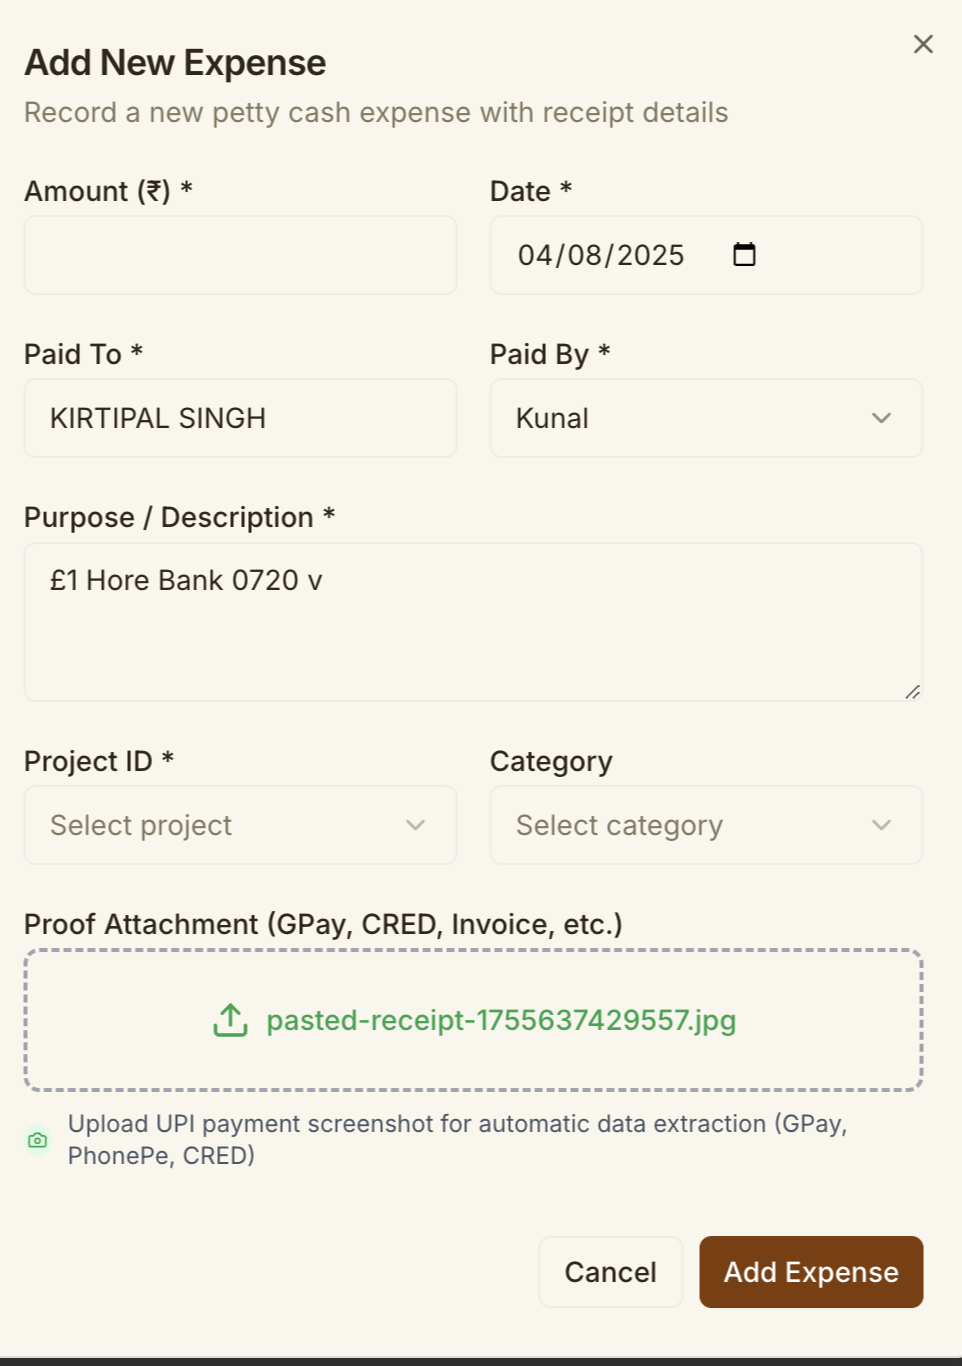 Add New Expense
Record a new petty cash expense with receipt details
Amount (₹) *
Date *
04/08/2025
Paid To *
Paid By *
KIRTIPAL SINGH
Kunal
Purpose / Description *
£1 Hore Bank 0720 v
Project ID *
Category
Select project
Select category
Proof Attachment (GPay, CRED, Invoice, etc.)
pasted-receipt-1755637429557.jpg
Upload UPI payment screenshot for automatic data extraction (GPay,
PhonePe, CRED)
Cancel
Add Expense